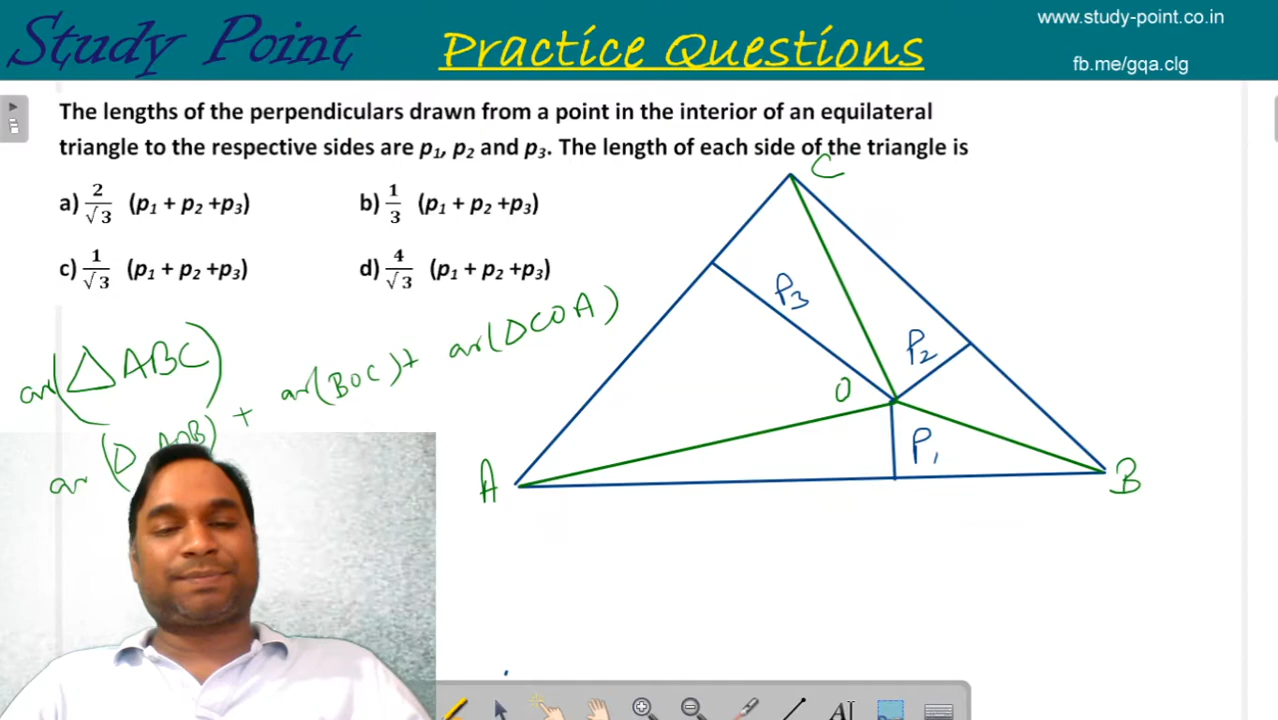 Study Point
Practice Questions
www.study-point.co.in
fb.me/gqa.clg
The lengths of the perpendiculars drawn from a point in the interior of an equilateral
triangle to the respective sides are p₁, p₂ and p₃. The length of each side of the triangle is
a) 2/√3 (p₁ + p₂ +p₃)
b) 1/3 (p₁ + p₂ +p₃)
c) 1/√3 (p₁ + p₂ +p₃)
d) 4/√3 (p₁ + p₂ +p₃)
ar(△ABC)
ar(△AOB) + ar(BOC) + ar(△COA)
C
P₃
P₂
O
P₁
A
B
AI